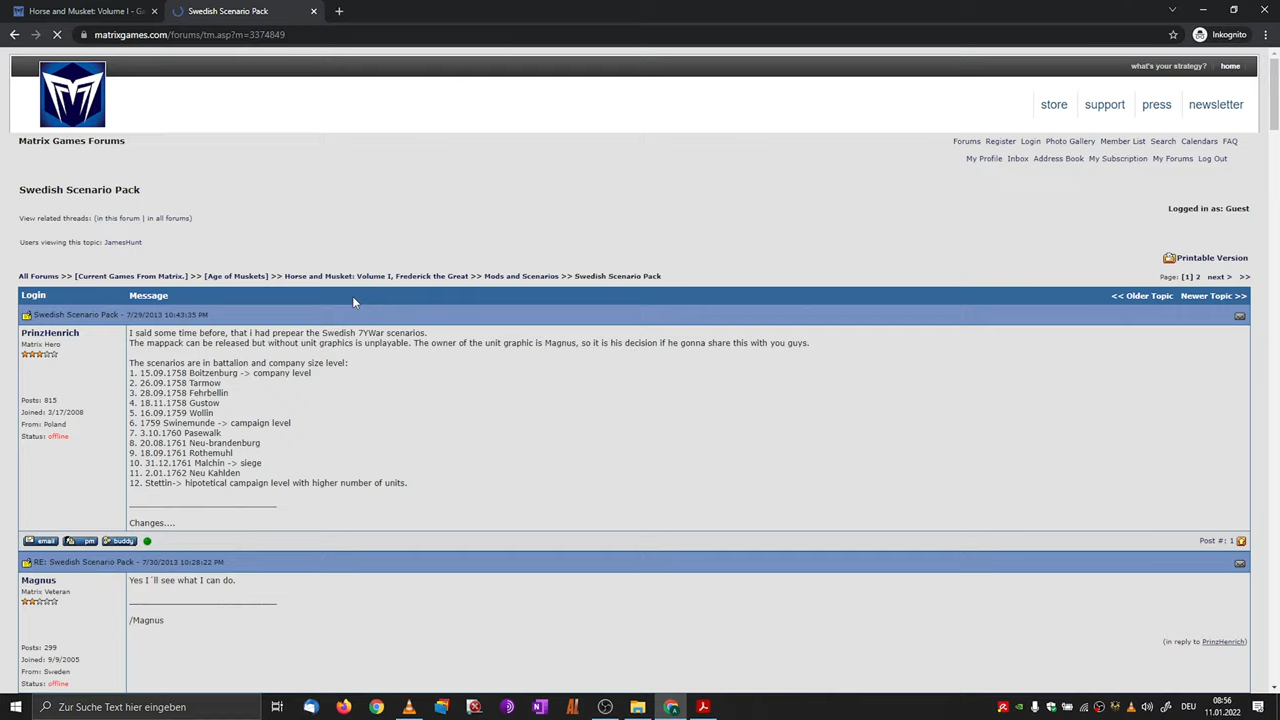 Horse and Musket: Volume I - Ga
Swedish Scenario Pack
matrixgames.com/forums/tm.asp?m=3374849
Inkognito
what's your strategy? home
store support press newsletter
Matrix Games Forums
Forums Register Login Photo Gallery Member List Search Calendars FAQ
My Profile Inbox Address Book My Subscription My Forums Log Out
Swedish Scenario Pack
Logged in as: Guest
View related threads: (in this forum | in all forums)
Users viewing this topic: JamesHunt
Printable Version
All Forums >> [Current Games From Matrix.] >> [Age of Muskets] >> Horse and Musket: Volume I, Frederick the Great >> Mods and Scenarios >> Swedish Scenario Pack
Page: [1] 2 next > >>
Login Message << Older Topic Newer Topic >>
Swedish Scenario Pack - 7/29/2013 10:43:35 PM
PrinzHenrich
Matrix Hero
Posts: 815
Joined: 3/17/2008
From: Poland
Status: offline
I said some time before, that i had prepear the Swedish 7YWar scenarios.
The mappack can be released but without unit graphics is unplayable. The owner of the unit graphic is Magnus, so it is his decision if he gonna share this with you guys.
The scenarios are in battalon and company size level:
1. 15.09.1758 Boitzenburg -> company level
2. 26.09.1758 Tarmow
3. 28.09.1758 Fehrbellin
4. 18.11.1758 Gustow
5. 16.09.1759 Wollin
6. 1759 Swinemunde -> campaign level
7. 3.10.1760 Pasewalk
8. 20.08.1761 Neu-brandenburg
9. 18.09.1761 Rothemuhl
10. 31.12.1761 Malchin -> siege
11. 2.01.1762 Neu Kahlden
12. Stettin-> hipotetical campaign level with higher number of units.
Changes....
email pm buddy
Post #: 1
RE: Swedish Scenario Pack - 7/30/2013 10:28:22 PM
Magnus
Matrix Veteran
Posts: 299
Joined: 9/9/2005
From: Sweden
Status: offline
Yes I´ll see what I can do.
/Magnus
(in reply to PrinzHenrich)
Zur Suche Text hier eingeben
DEU
08:56
11.01.2022